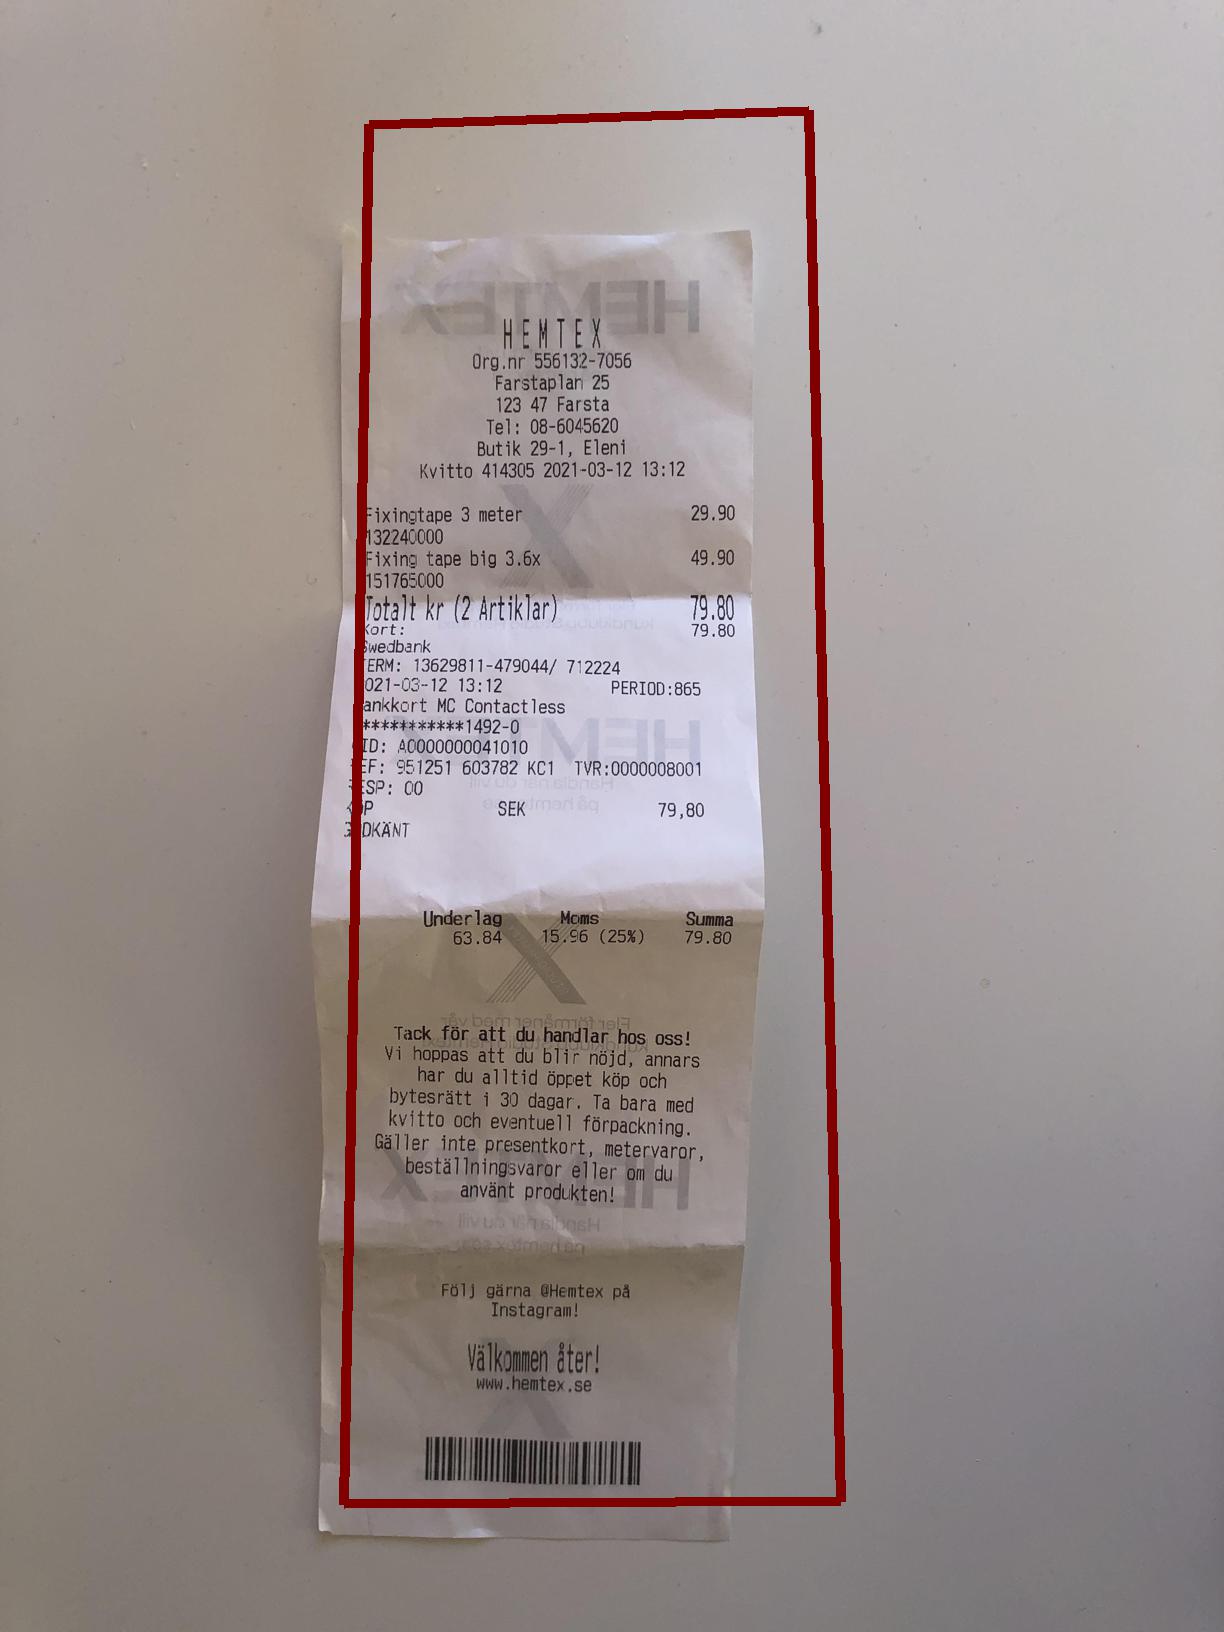 HEMTEX
Org.nr 556132-7056
Farstaplan 25
123 47 Farsta
Tel: 08-6045620
Butik 29-1, Eleni
Kvitto 414305 2021-03-12 13:12
Fixingtape 3 meter 29.90
132240000
Fixing tape big 3.6x 49.90
151765000
Totalt kr (2 Artiklar) 79.80
Kort: 79.80
Swedbank
TERM: 13629811-479044/ 712224
2021-03-12 13:12 PERIOD:865
ankkort MC Contactless
***********1492-0
ID: A0000000041010
EF: 951251 603782 KC1 TVR:0000008001
RESP: 00
KÖP SEK 79,80
GODKÄNT
Underlag Moms Summa
63.84 15.96 (25%) 79.80
Tack för att du handlar hos oss!
Vi hoppas att du blir nöjd, annars
har du alltid öppet köp och
bytesrätt i 30 dagar. Ta bara med
kvitto och eventuell förpackning.
Gäller inte presentkort, metervaror,
beställningsvaror eller om du
använt produkten!
Följ gärna @Hemtex på
Instagram!
Välkommen åter!
www.hemtex.se